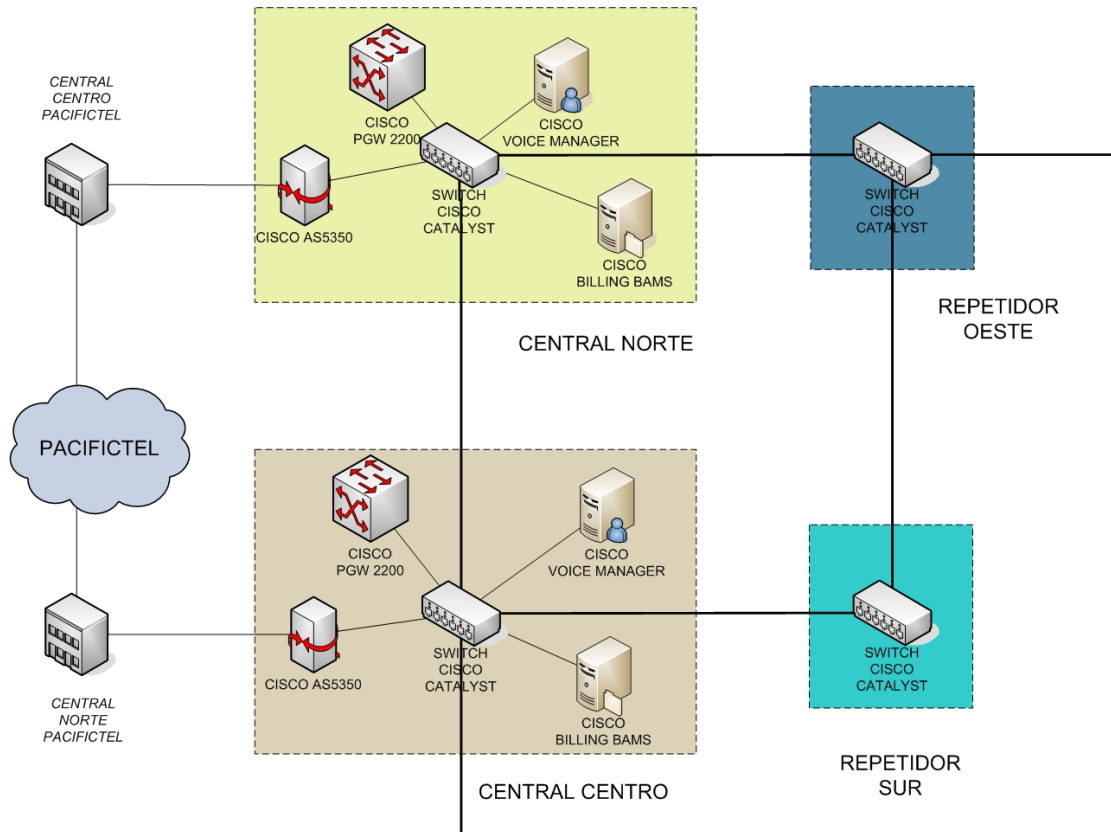 CENTRAL
CENTRO
PACIFICTEL
CISCO
PGW 2200
CISCO
VOICE MANAGER
SWITCH
CISCO
CATALYST
CISCO AS5350
CISCO
BILLING BAMS
CENTRAL NORTE
SWITCH
CISCO
CATALYST
REPETIDOR
OESTE
PACIFICTEL
CISCO
PGW 2200
CISCO
VOICE MANAGER
SWITCH
CISCO
CATALYST
CISCO AS5350
CISCO
BILLING BAMS
CENTRAL
NORTE
PACIFICTEL
CENTRAL CENTRO
SWITCH
CISCO
CATALYST
REPETIDOR
SUR